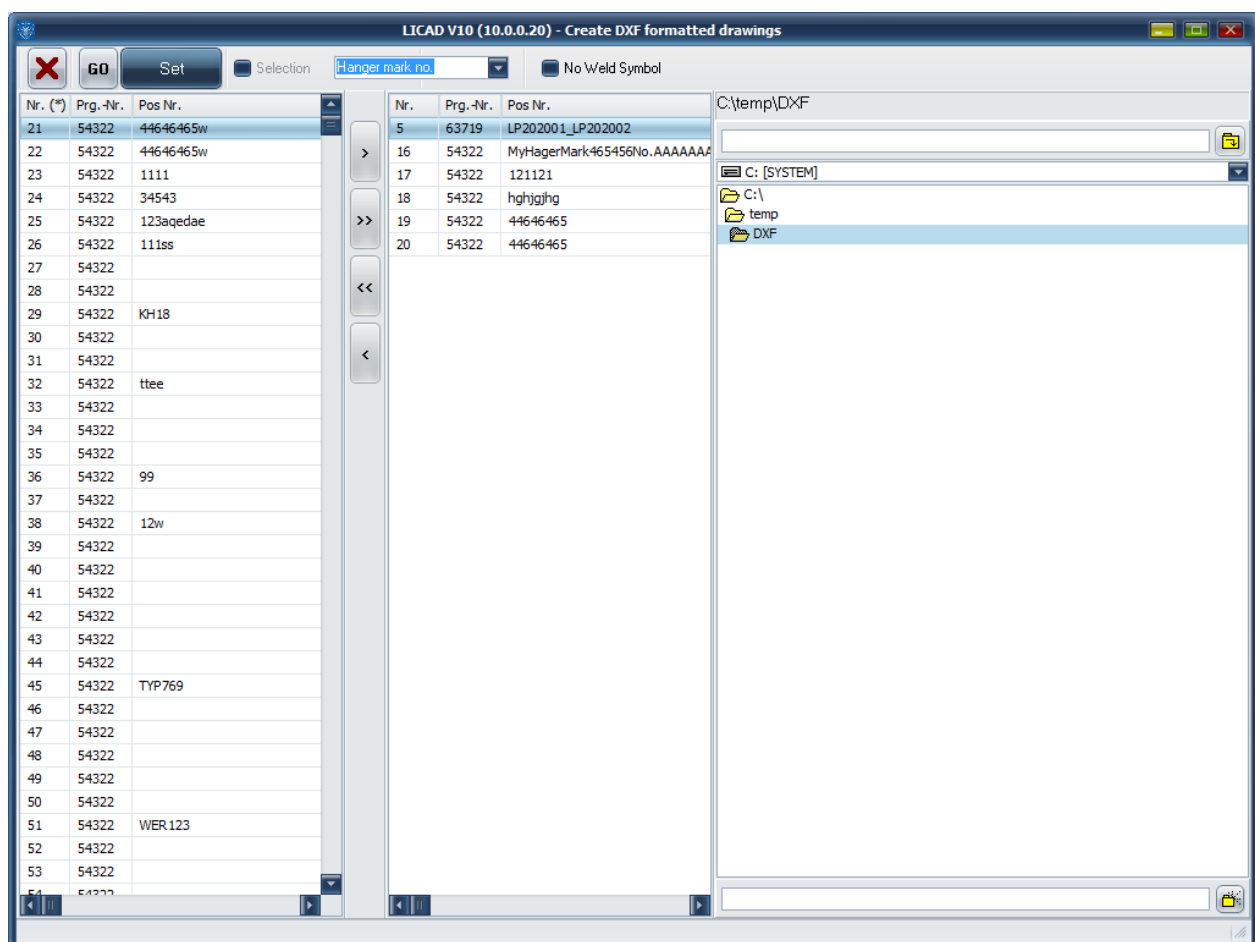 LICAD V10 (10.0.0.20) - Create DXF formatted drawings
GO Set Selection Hanger mark no. No Weld Symbol
Nr. (*) Prg.-Nr. Pos Nr.
21 54322 44646465w
22 54322 44646465w
23 54322 1111
24 54322 34543
25 54322 123aqedae
26 54322 111ss
27 54322
28 54322
29 54322 KH18
30 54322
31 54322
32 54322 ttee
33 54322
34 54322
35 54322
36 54322 99
37 54322
38 54322 12w
39 54322
40 54322
41 54322
42 54322
43 54322
44 54322
45 54322 TYP769
46 54322
47 54322
48 54322
49 54322
50 54322
51 54322 WER123
52 54322
53 54322
54 54322
>
>>
<<
<
Nr. Prg.-Nr. Pos Nr.
5 63719 LP202001_LP202002
16 54322 MyHagerMark465456No.AAAAAAA
17 54322 121121
18 54322 hghjgjhg
19 54322 44646465
20 54322 44646465
C:\temp\DXF
C: [SYSTEM]
C:\
temp
DXF